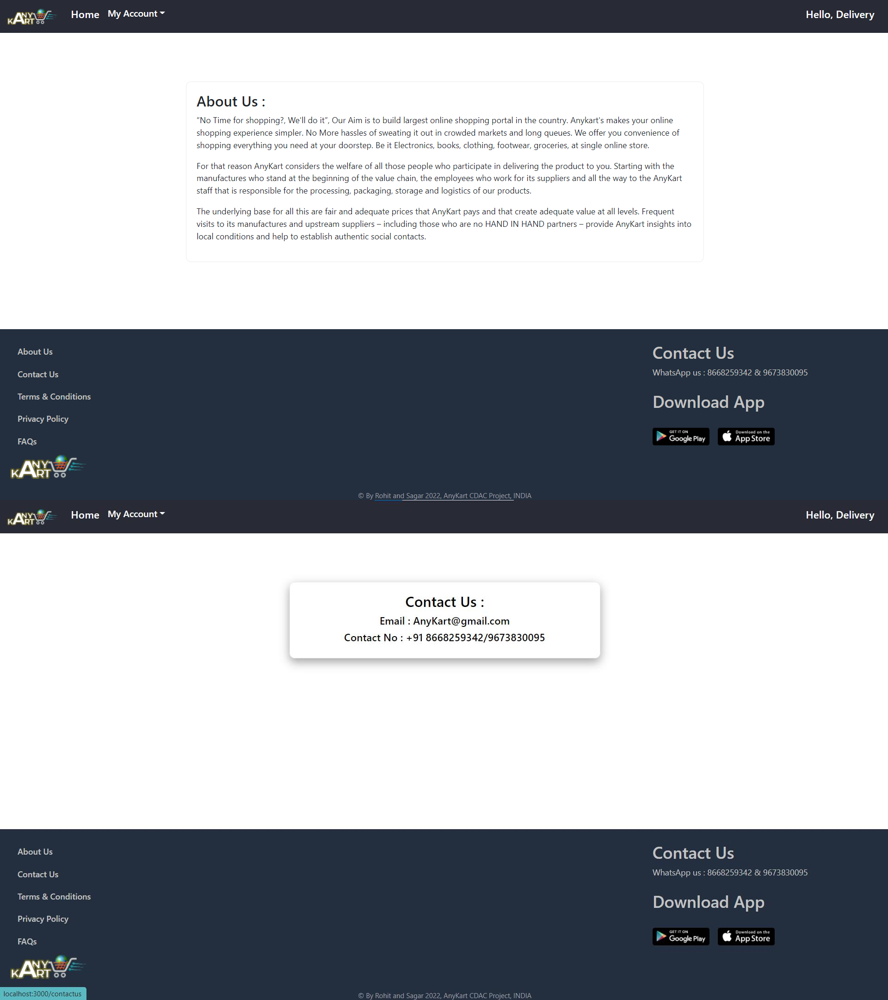 ANY KART
Home My Account Hello, Delivery
About Us :
“No Time for shopping?, We'll do it”, Our Aim is to build largest online shopping portal in the country. Anykart's makes your online
shopping experience simpler. No More hassles of sweating it out in crowded markets and long queues. We offer you convenience of
shopping everything you need at your doorstep. Be it Electronics, books, clothing, footwear, groceries, at single online store.
For that reason AnyKart considers the welfare of all those people who participate in delivering the product to you. Starting with the
manufactures who stand at the beginning of the value chain, the employees who work for its suppliers and all the way to the AnyKart
staff that is responsible for the processing, packaging, storage and logistics of our products.
The underlying base for all this are fair and adequate prices that AnyKart pays and that create adequate value at all levels. Frequent
visits to its manufactures and upstream suppliers – including those who are no HAND IN HAND partners – provide AnyKart insights into
local conditions and help to establish authentic social contacts.
About Us
Contact Us
Terms & Conditions
Privacy Policy
FAQs
ANY KART
Contact Us
WhatsApp us : 8668259342 & 9673830095
Download App
GET IT ON Google Play
Download on the App Store
© By Rohit and Sagar 2022, AnyKart CDAC Project, INDIA
ANY KART
Home My Account Hello, Delivery
Contact Us :
Email : AnyKart@gmail.com
Contact No : +91 8668259342/9673830095
About Us
Contact Us
Terms & Conditions
Privacy Policy
FAQs
ANY KART
Contact Us
WhatsApp us : 8668259342 & 9673830095
Download App
GET IT ON Google Play
Download on the App Store
localhost:3000/contactus
© By Rohit and Sagar 2022, AnyKart CDAC Project, INDIA